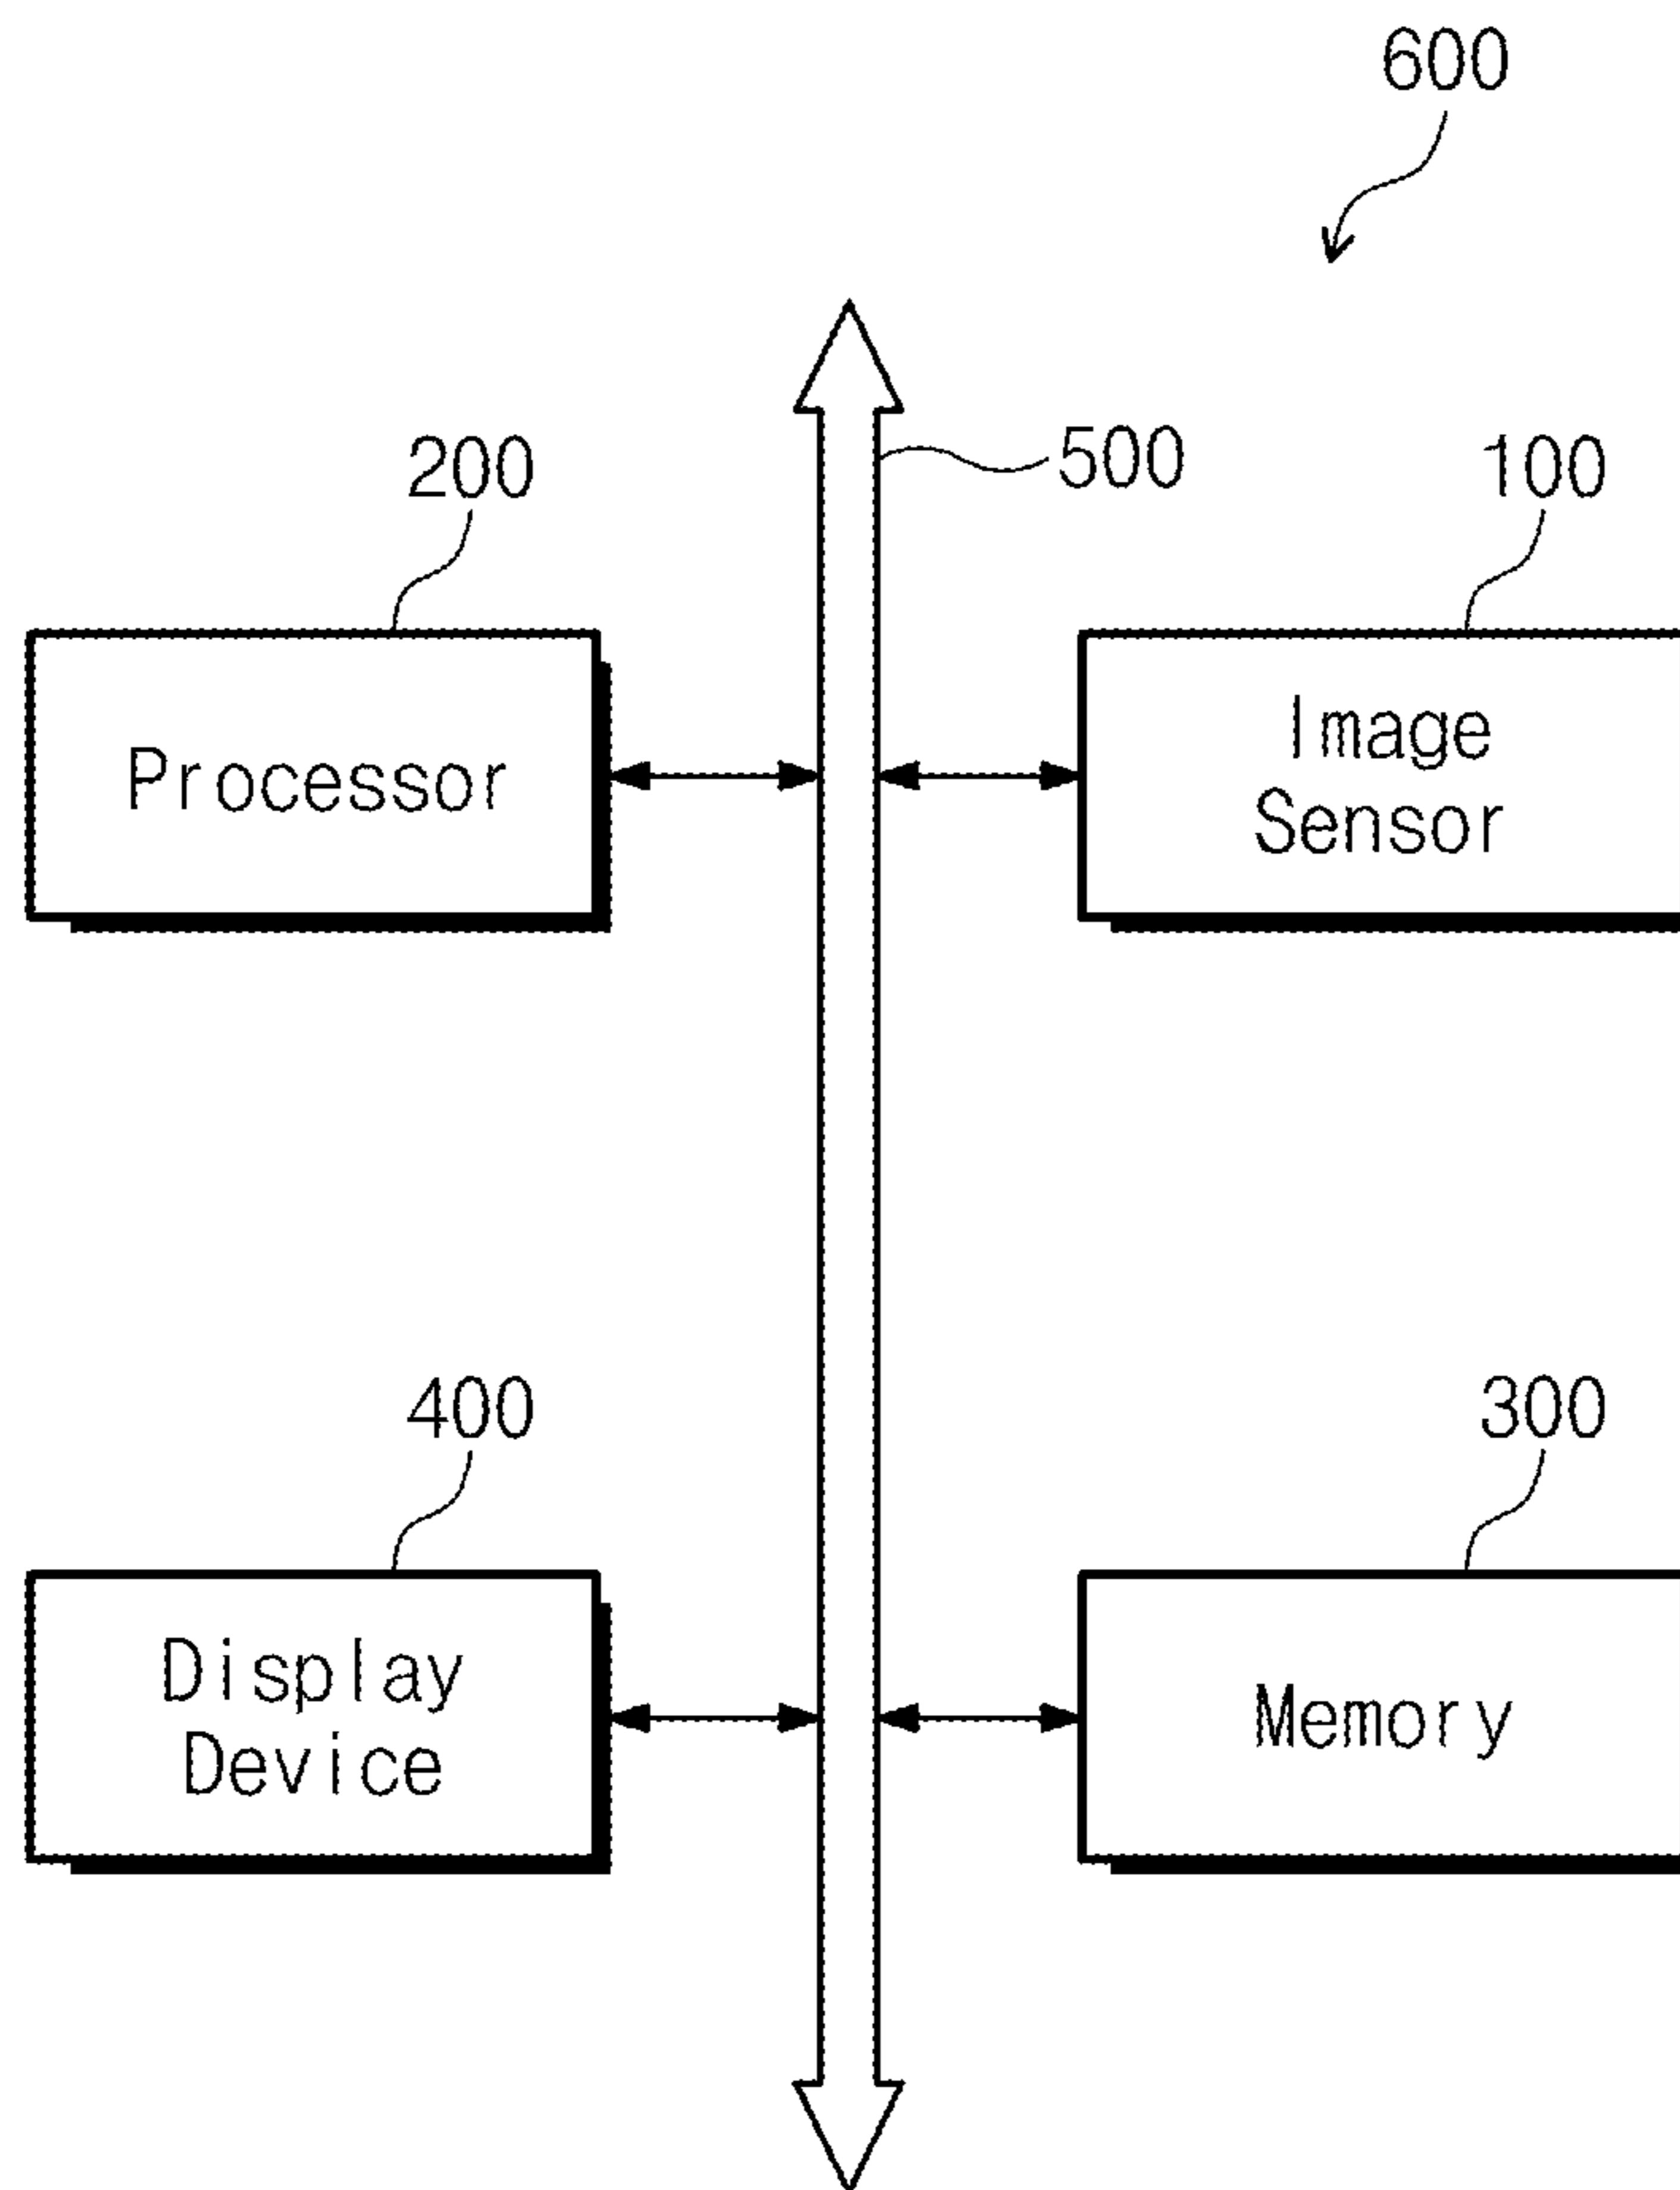 600
500
200
100
Processor
Image
Sensor
400
300
Display
Device
Memory